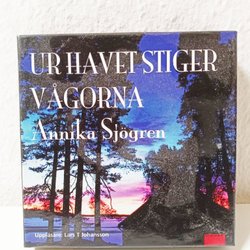 UR HAVET STIGER
VÅGORNA
Annika Sjögren
Uppläsare: Lars T Johansson